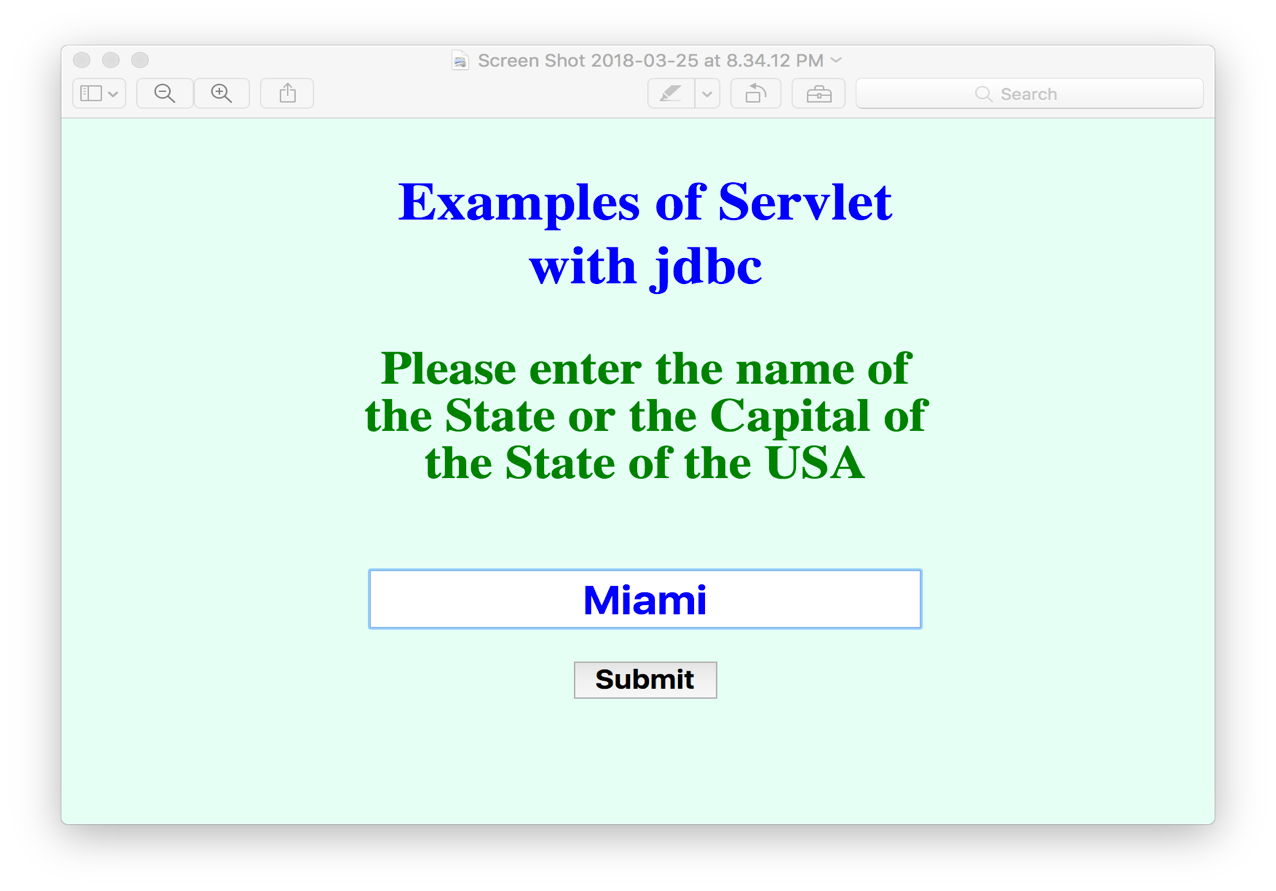 Screen Shot 2018-03-25 at 8.34.12 PM
Search
Examples of Servlet
with jdbc
Please enter the name of
the State or the Capital of
the State of the USA
Miami
Submit